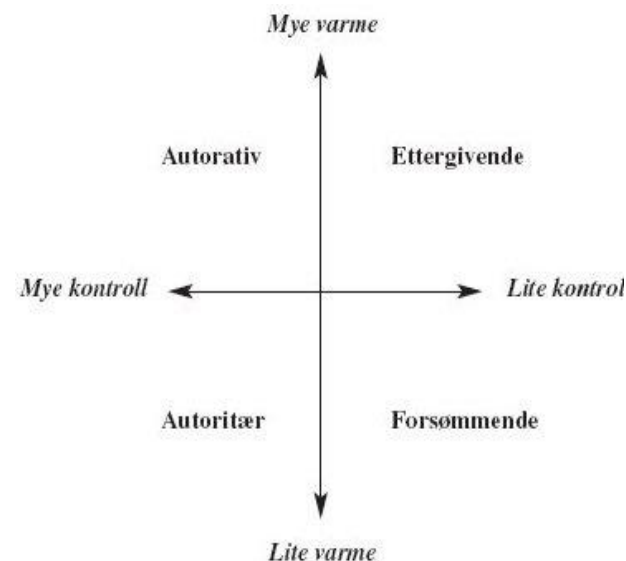 Mye varme
Autorativ Ettergivende
Mye kontroll Lite kontrol
Autoritær Forsømmende
Lite varme